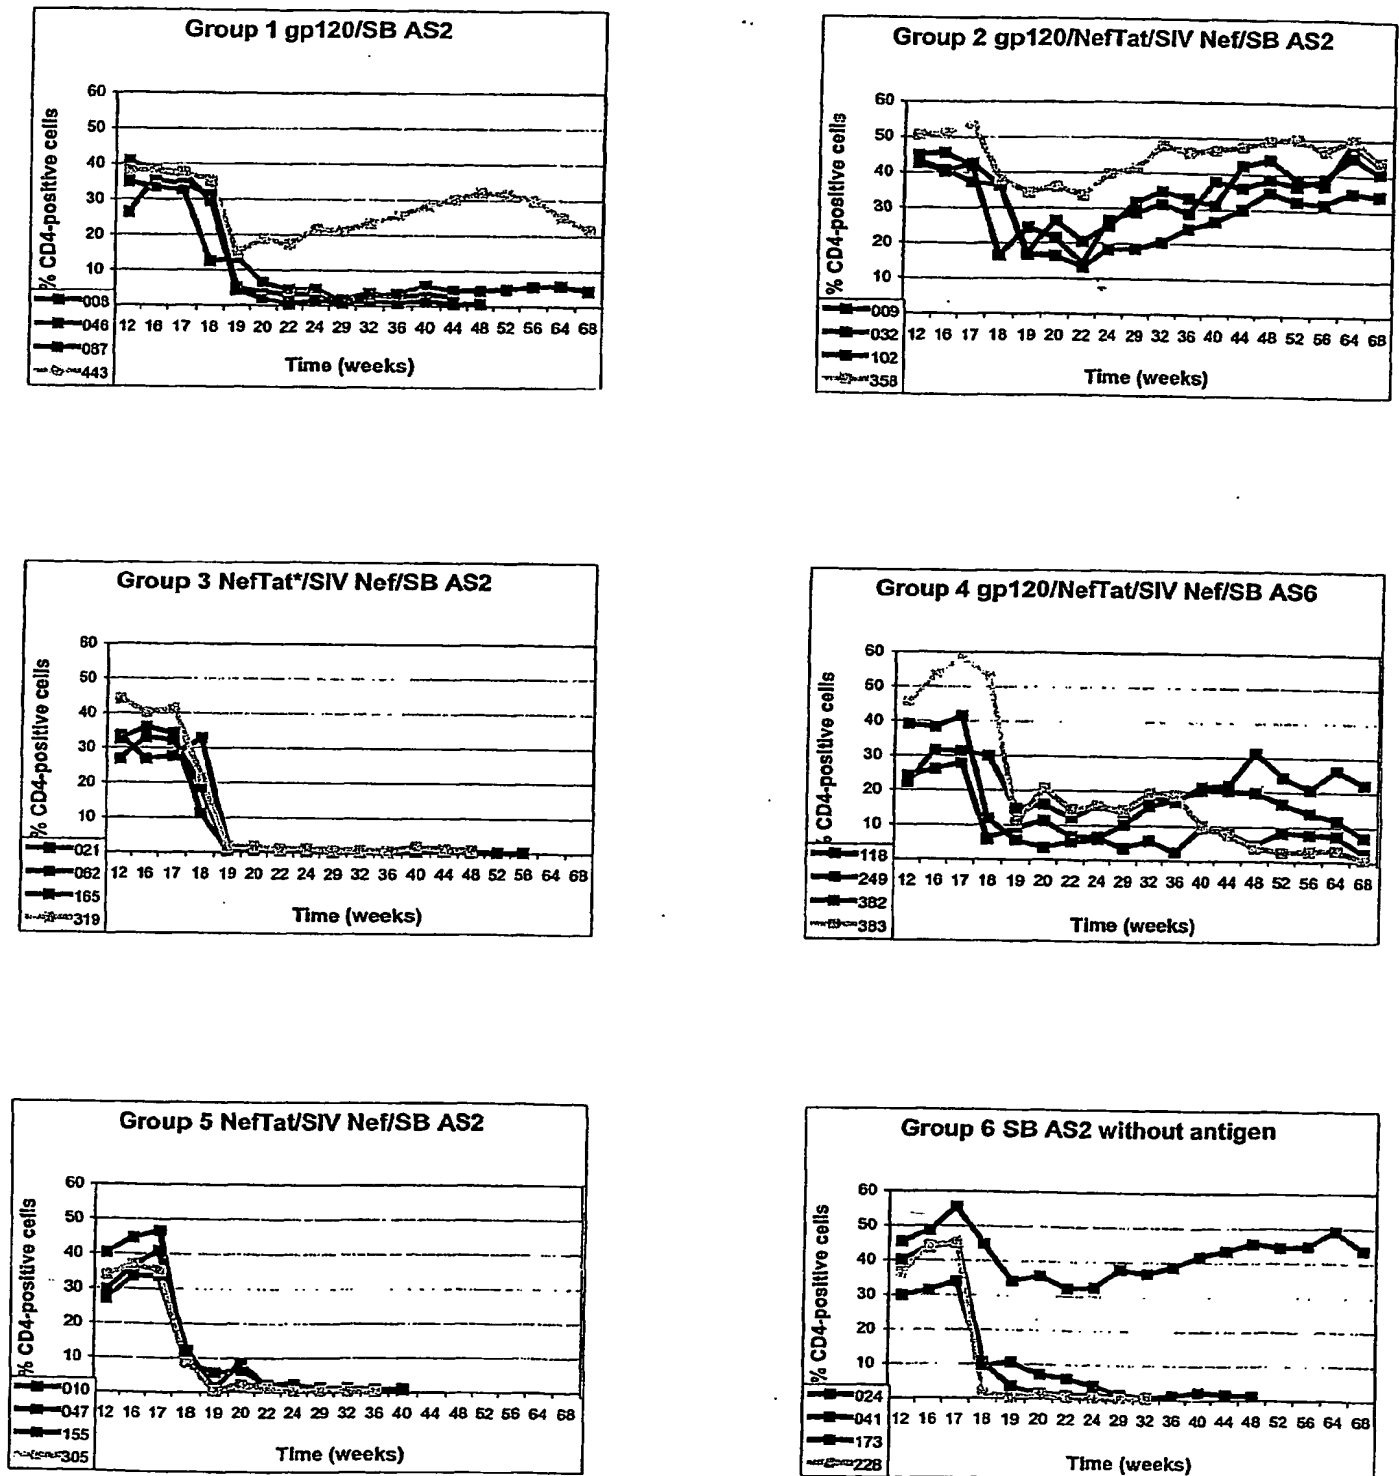 Group 1 gp120/SB AS2
% CD4-positive cells
60
50
40
30
20
10
008
046
087
443
12 16 17 18 19 20 22 24 29 32 36 40 44 48 52 56 64 68
Time (weeks)
Group 2 gp120/NefTat/SIV Nef/SB AS2
% CD4-positive cells
60
50
40
30
20
10
009
032
102
358
12 16 17 18 19 20 22 24 29 32 36 40 44 48 52 56 64 68
Time (weeks)
Group 3 NefTat*/SIV Nef/SB AS2
% CD4-positive cells
60
50
40
30
20
10
021
062
165
319
12 16 17 18 19 20 22 24 29 32 36 40 44 48 52 56 64 68
Time (weeks)
Group 4 gp120/NefTat/SIV Nef/SB AS6
% CD4-positive cells
60
50
40
30
20
10
118
249
382
383
12 16 17 18 19 20 22 24 29 32 36 40 44 48 52 56 64 68
Time (weeks)
Group 5 NefTat/SIV Nef/SB AS2
% CD4-positive cells
60
50
40
30
20
10
010
047
155
305
12 16 17 18 19 20 22 24 29 32 36 40 44 48 52 56 64 68
Time (weeks)
Group 6 SB AS2 without antigen
% CD4-positive cells
60
50
40
30
20
10
024
041
173
228
12 16 17 18 19 20 22 24 29 32 36 40 44 48 52 56 64 68
Time (weeks)